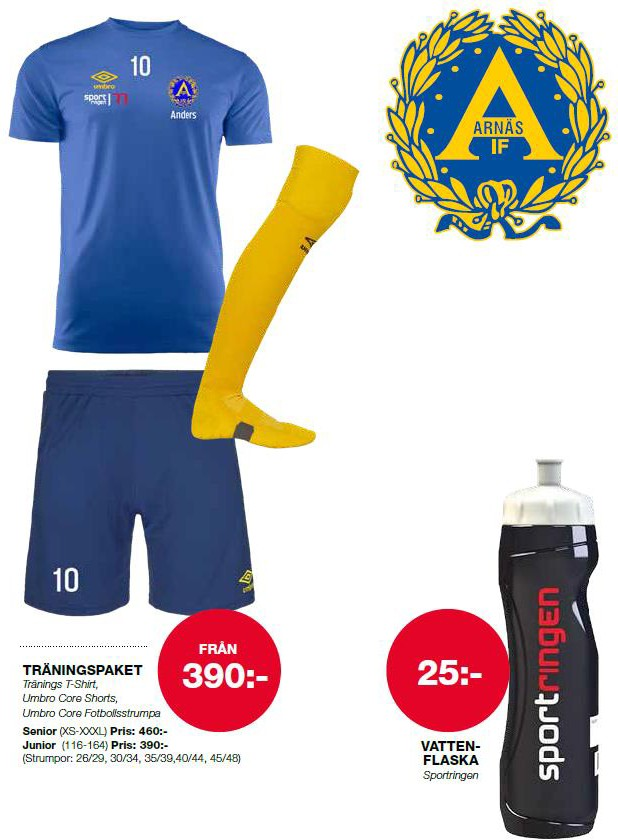 10
umbro
sport
ringen
Anders
ARNÄS
IF
10
umbro
FRÅN
390:-
TRÄNINGSPAKET
Tränings T-Shirt,
Umbro Core Shorts,
Umbro Core Fotbollsstrumpa
Senior (XS-XXXL) Pris: 460:-
Junior (116-164) Pris: 390:-
(Strumpor: 26/29, 30/34, 35/39,40/44, 45/48)
25:-
VATTEN-
FLASKA
Sportringen
sportringen